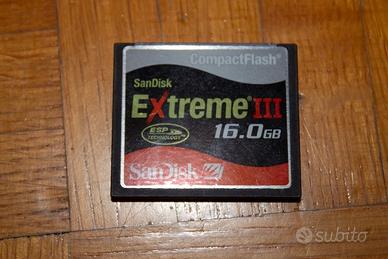 CompactFlash®
SanDisk
Extreme® III
ESP
TECHNOLOGY
16.0GB
SanDisk
subito